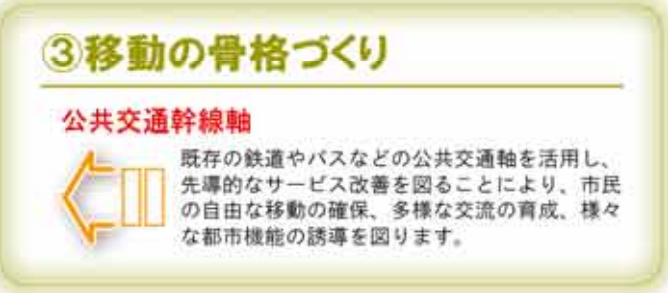 ③移動の骨格づくり
公共交通幹線軸
既存の鉄道やバスなどの公共交通軸を活用し、
先導的なサービス改善を図ることにより、市民
の自由な移動の確保、多様な交流の育成、様々
な都市機能の誘導を図ります。